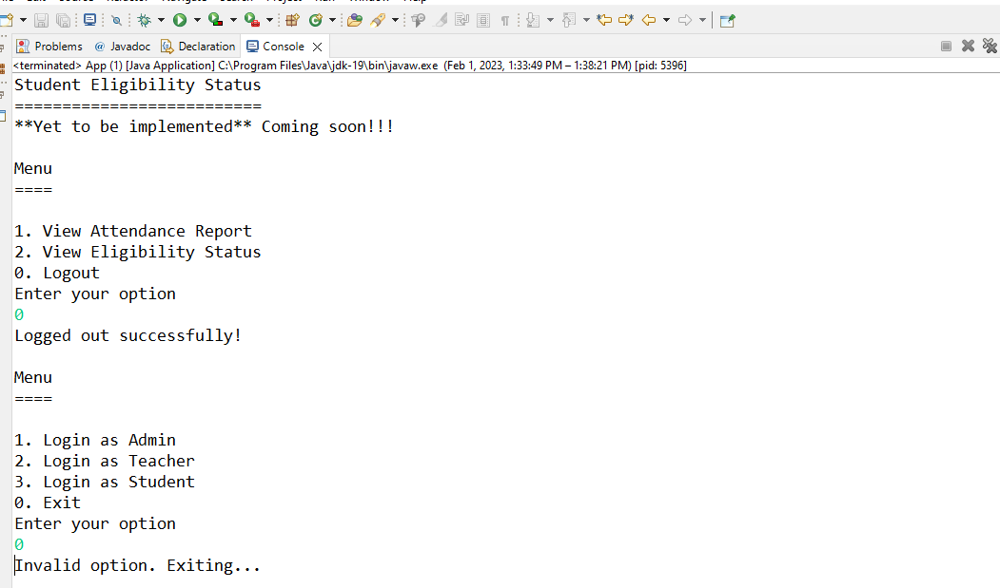 Problems @ Javadoc Declaration Console
<terminated> App (1) [Java Application] C:\Program Files\Java\jdk-19\bin\javaw.exe (Feb 1, 2023, 1:33:49 PM – 1:38:21 PM) [pid: 5396]
Student Eligibility Status
==========================
**Yet to be implemented** Coming soon!!!
Menu
====
1. View Attendance Report
2. View Eligibility Status
0. Logout
Enter your option
0
Logged out successfully!
Menu
====
1. Login as Admin
2. Login as Teacher
3. Login as Student
0. Exit
Enter your option
0
Invalid option. Exiting...